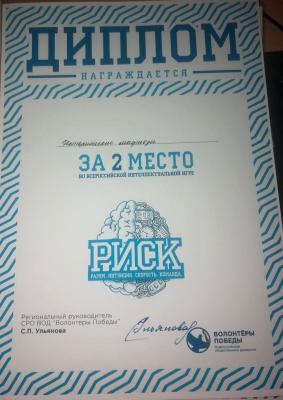 ДИПЛОМ
НАГРАЖДАЕТСЯ
ЗА 2 МЕСТО
ВО ВСЕРОССИЙСКОЙ ИНТЕЛЛЕКТУАЛЬНОЙ ИГРЕ
РИСК
РАЗУМ. ИНТУИЦИЯ. СКОРОСТЬ. КОМАНДА.
Региональный руководитель
СРО ВОД "Волонтеры Победы"
С.П. Ульянова
ВОЛОНТЁРЫ
ПОБЕДЫ